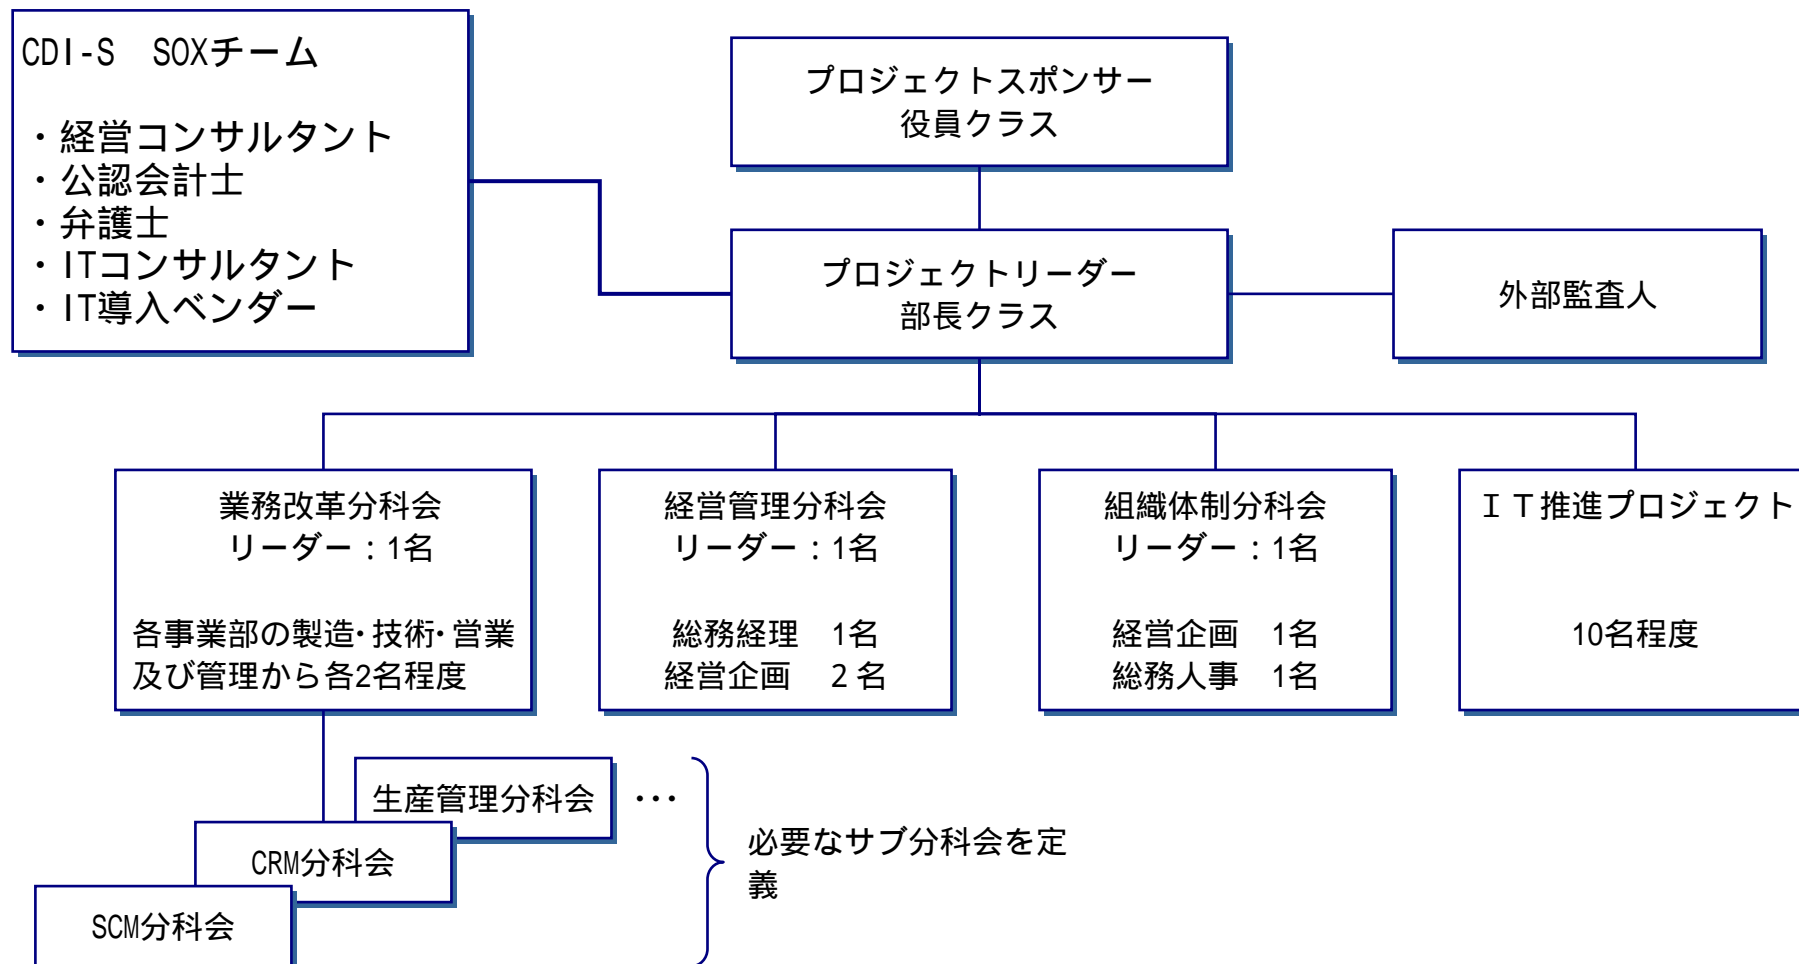 CDI-S　SOXチーム
・経営コンサルタント
・公認会計士
・弁護士
・ITコンサルタント
・IT導入ベンダー
プロジェクトスポンサー
役員クラス
プロジェクトリーダー
部長クラス
外部監査人
業務改革分科会
リーダー：1名
各事業部の製造・技術・営業
及び管理から各2名程度
経営管理分科会
リーダー：1名
総務経理　1名
経営企画　２名
組織体制分科会
リーダー：1名
経営企画　1名
総務人事　1名
ＩＴ推進プロジェクト
10名程度
生産管理分科会　…
CRM分科会
SCM分科会
必要なサブ分科会を定
義